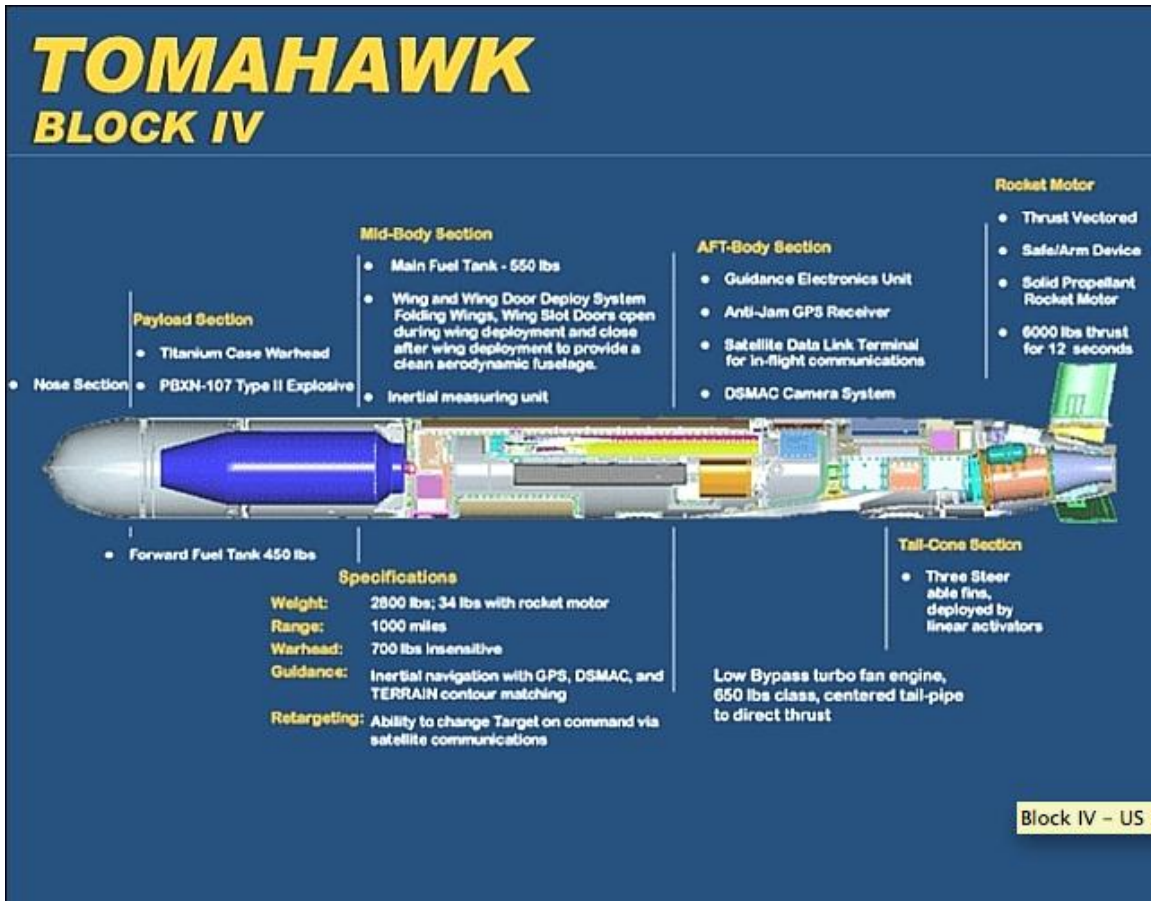 TOMAHAWK
BLOCK IV
Rocket Motor
Thrust Vectored
Safe/Arm Device
Solid Propellant
Rocket Motor
6000 lbs thrust
for 12 seconds
Mid-Body Section
Main Fuel Tank - 550 lbs
Wing and Wing Door Deploy System
Folding Wings, Wing Slot Doors open
during wing deployment and close
after wing deployment to provide a
clean aerodynamic fuselage.
Inertial measuring unit
AFT-Body Section
Guidance Electronics Unit
Anti-Jam GPS Receiver
Satellite Data Link Terminal
for in-flight communications
DSMAC Camera System
Payload Section
Titanium Case Warhead
PBXN-107 Type II Explosive
Nose Section
Forward Fuel Tank 450 lbs
Specifications
Weight: 2800 lbs; 34 lbs with rocket motor
Range: 1000 miles
Warhead: 700 lbs insensitive
Guidance: Inertial navigation with GPS, DSMAC, and
TERRAIN contour matching
Retargeting: Ability to change Target on command via
satellite communications
Tail-Cone Section
Three Steer
able fins,
deployed by
linear activators
Low Bypass turbo fan engine,
650 lbs class, centered tail-pipe
to direct thrust
Block IV – US